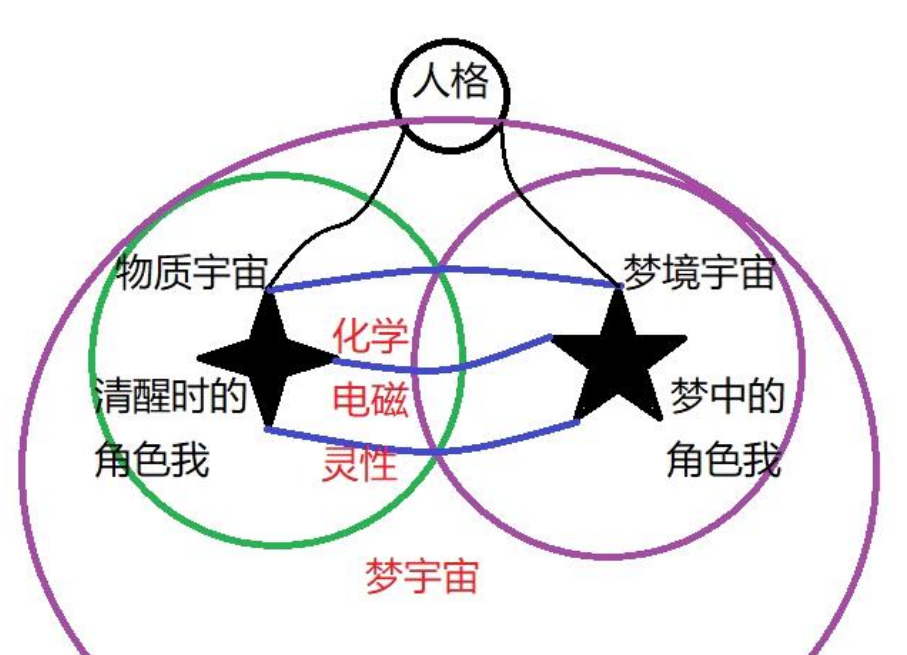 人格
物质宇宙
梦境宇宙
化学
电磁
清醒时的
角色我
梦中的
角色我
灵性
梦宇宙